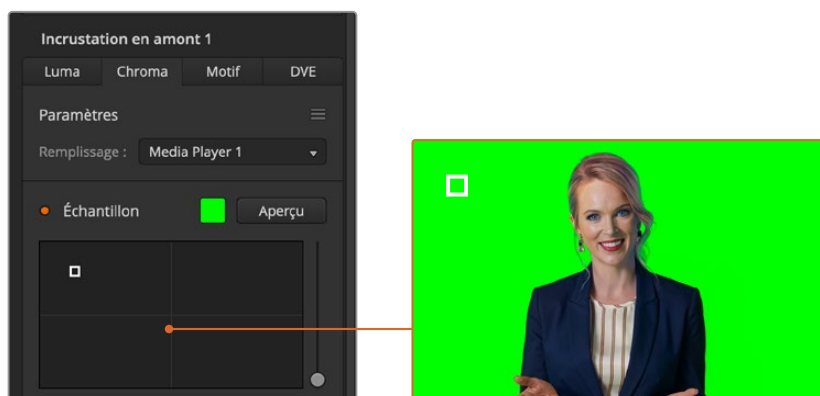 Incrustation en amont 1
Luma Chroma Motif DVE
Paramètres
Remplissage : Media Player 1
Échantillon Aperçu